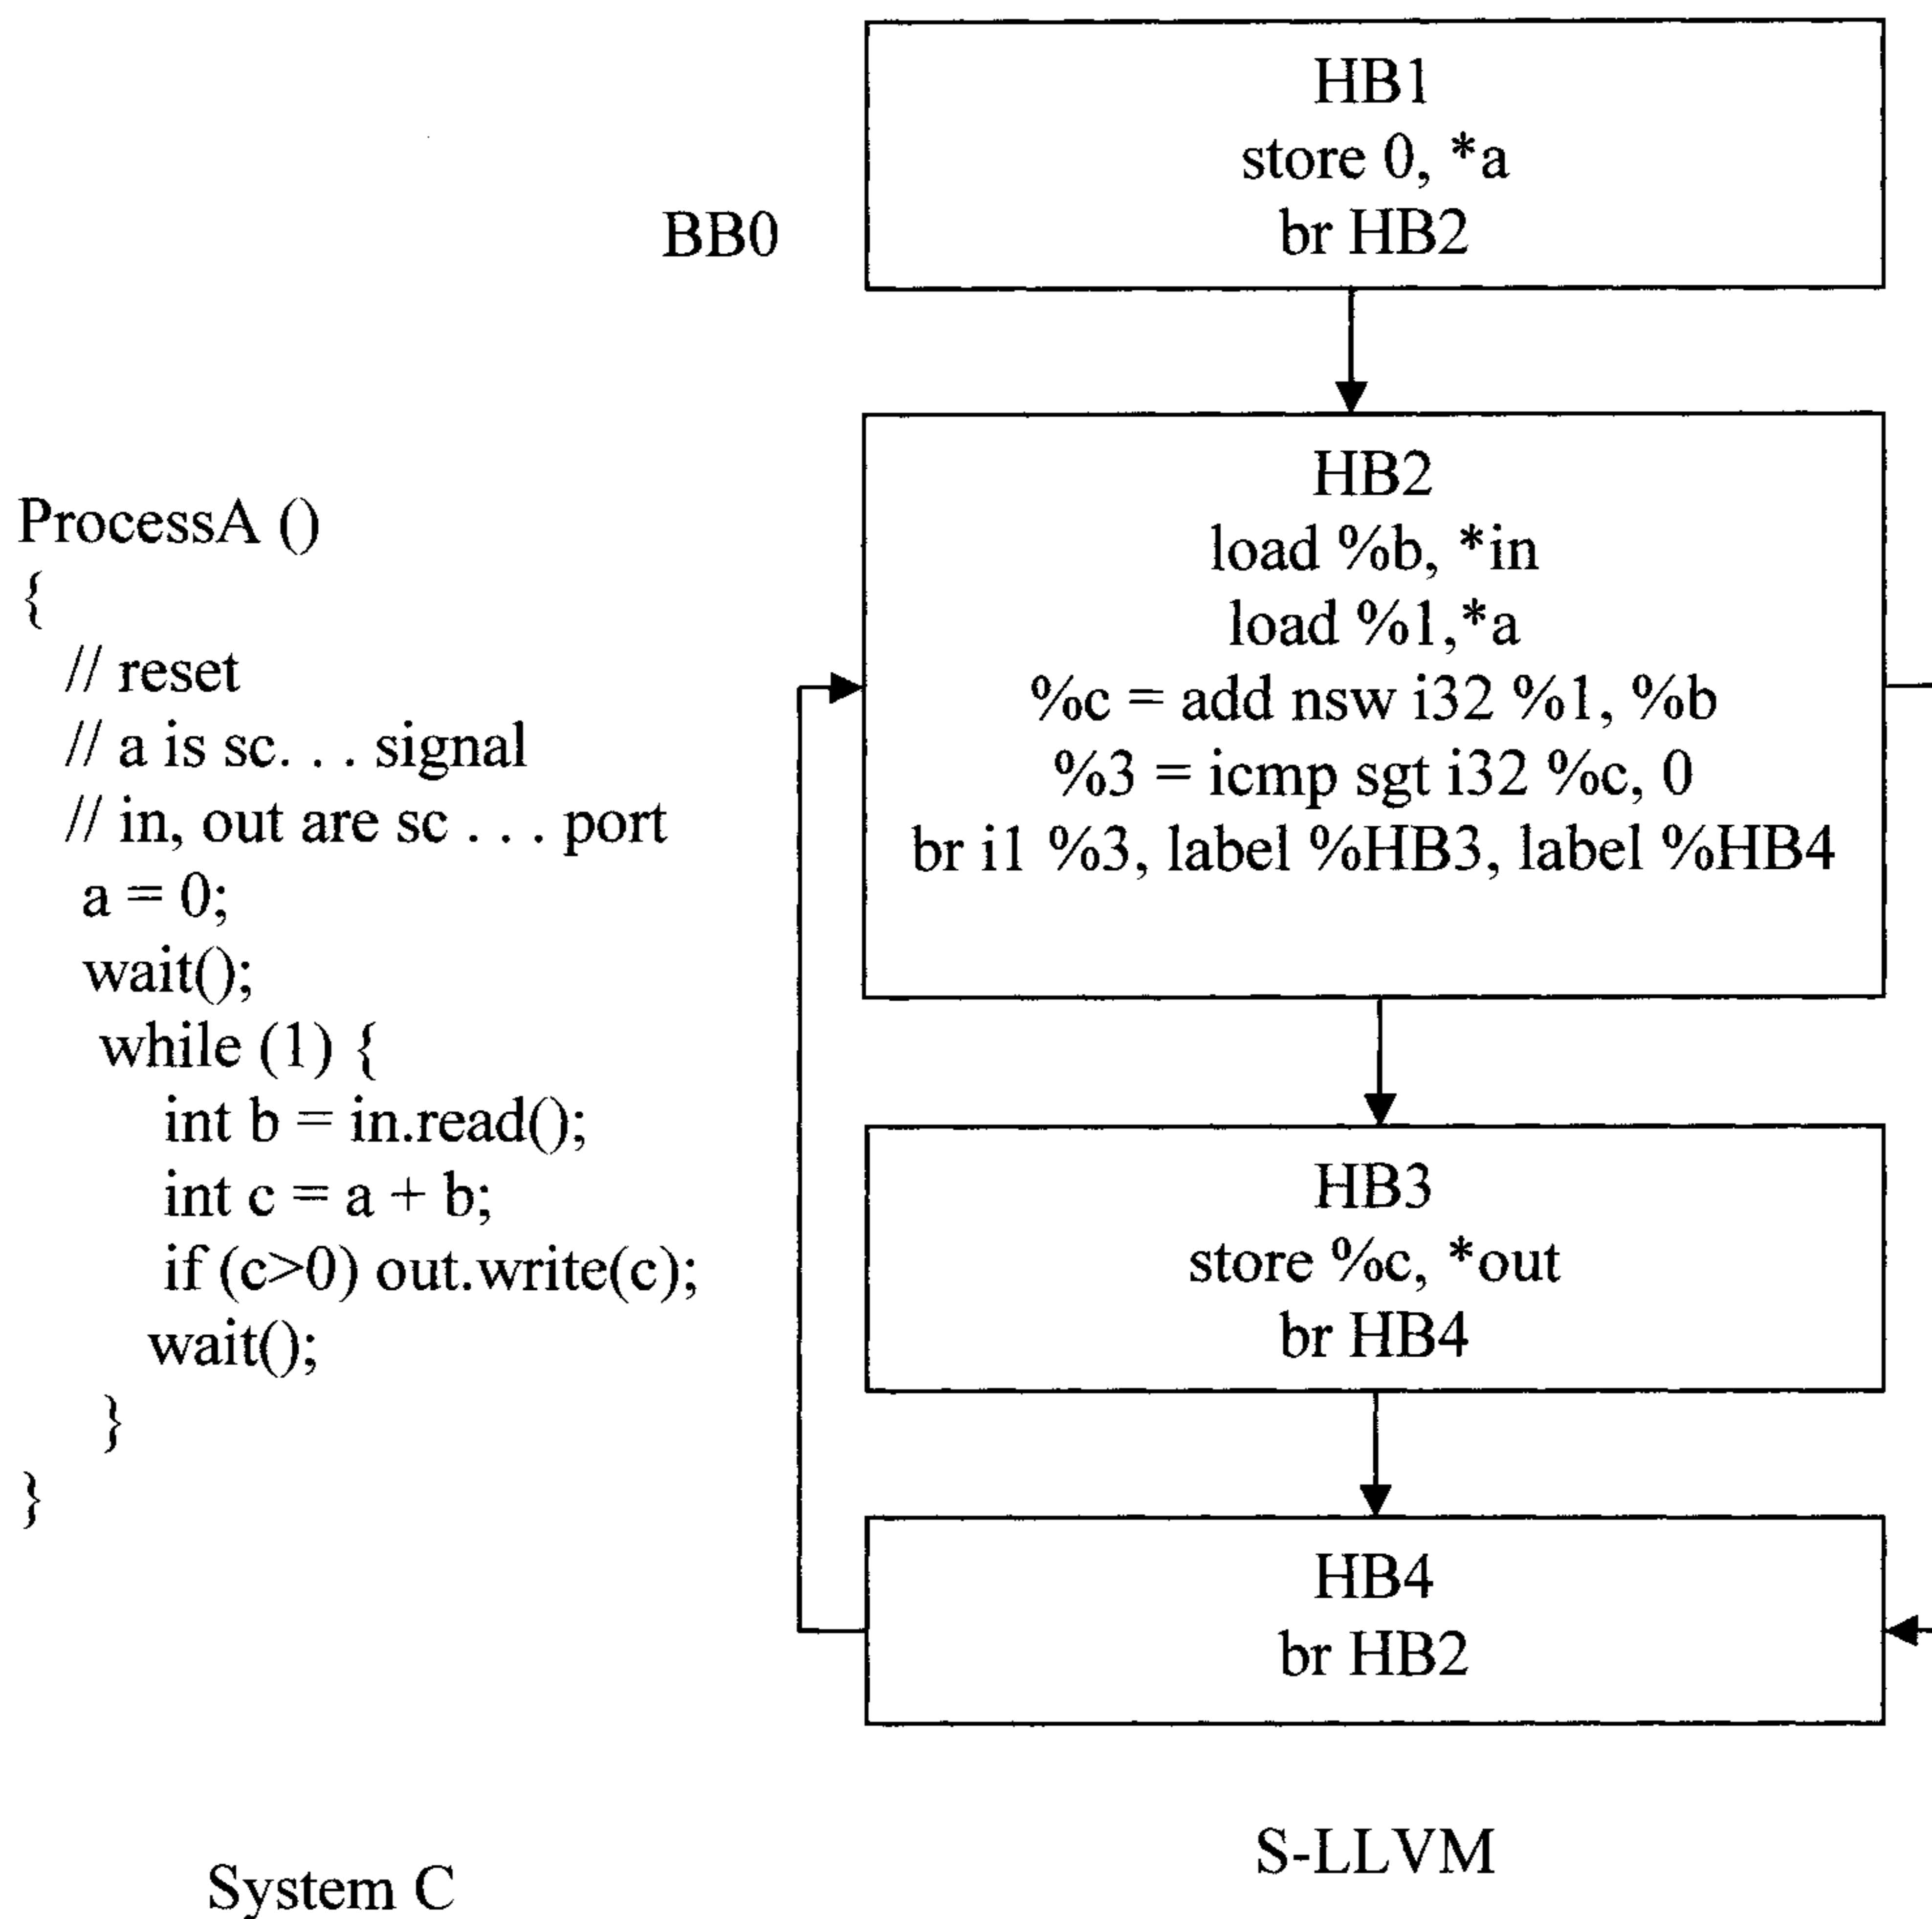 ProcessA ()
{
// reset
// a is sc. . . signal
// in, out are sc . . . port
a = 0;
wait();
while (1) {
int b = in.read();
int c = a + b;
if (c>0) out.write(c);
wait();
}
}
System C
BB0
HB1
store 0, *a
br HB2
HB2
load %b, *in
load %1,*a
%c = add nsw i32 %1, %b
%3 = icmp sgt i32 %c, 0
br i1 %3, label %HB3, label %HB4
HB3
store %c, *out
br HB4
HB4
br HB2
S-LLVM